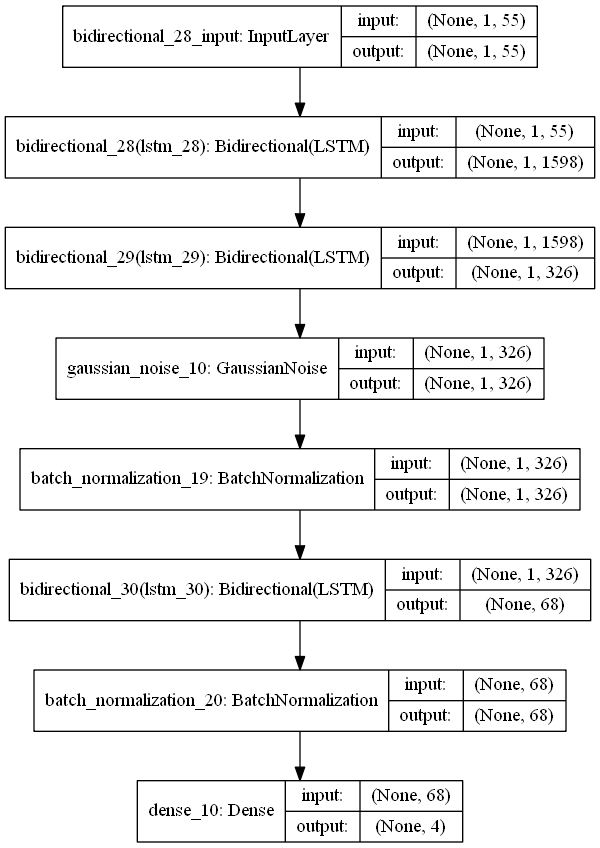 bidirectional_28_input: InputLayer
input: (None, 1, 55)
output: (None, 1, 55)
bidirectional_28(lstm_28): Bidirectional(LSTM)
input: (None, 1, 55)
output: (None, 1, 1598)
bidirectional_29(lstm_29): Bidirectional(LSTM)
input: (None, 1, 1598)
output: (None, 1, 326)
gaussian_noise_10: GaussianNoise
input: (None, 1, 326)
output: (None, 1, 326)
batch_normalization_19: BatchNormalization
input: (None, 1, 326)
output: (None, 1, 326)
bidirectional_30(lstm_30): Bidirectional(LSTM)
input: (None, 1, 326)
output: (None, 68)
batch_normalization_20: BatchNormalization
input: (None, 68)
output: (None, 68)
dense_10: Dense
input: (None, 68)
output: (None, 4)